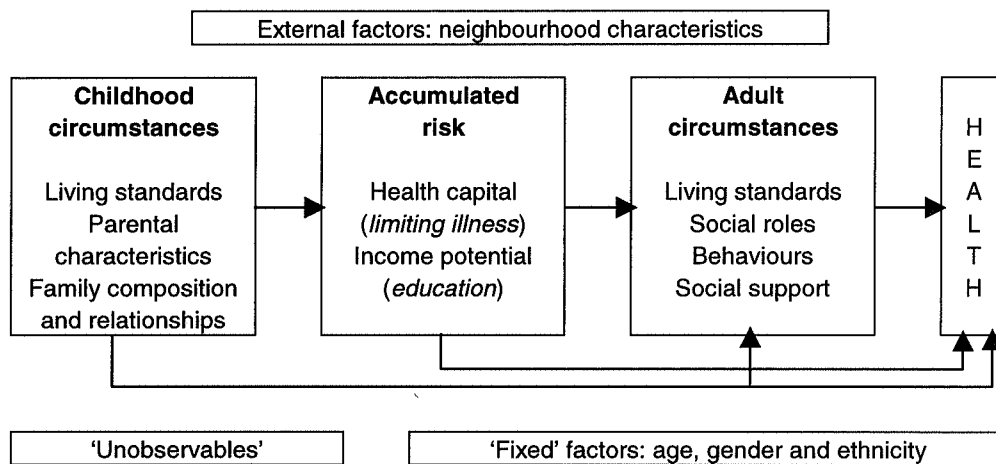 External factors: neighbourhood characteristics
Childhood
circumstances
Living standards
Parental
characteristics
Family composition
and relationships
Accumulated
risk
Health capital
(limiting illness)
Income potential
(education)
Adult
circumstances
Living standards
Social roles
Behaviours
Social support
H
E
A
L
T
H
‘Unobservables’
‘Fixed’ factors: age, gender and ethnicity